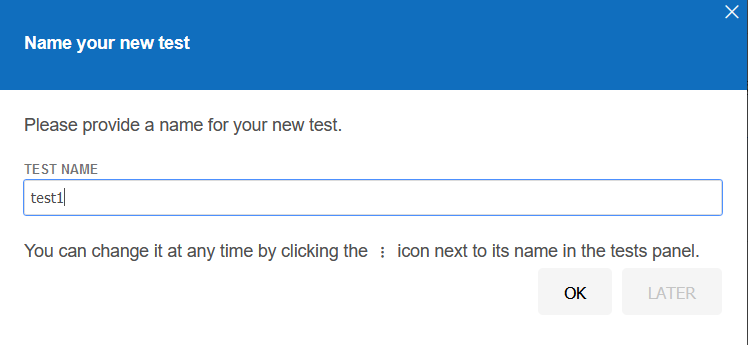 Name your new test
Please provide a name for your new test.
TEST NAME
test1
You can change it at any time by clicking the ⋮ icon next to its name in the tests panel.
OK
LATER